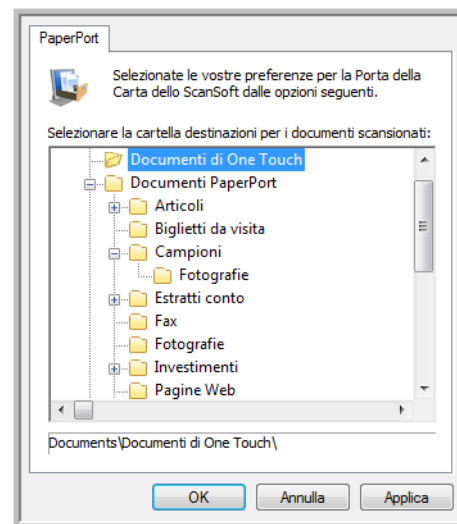 PaperPort
Selezionate le vostre preferenze per la Porta della
Carta dello ScanSoft dalle opzioni seguenti.
Selezionare la cartella destinazioni per i documenti scansionati:
Documenti di One Touch
Documenti PaperPort
Articoli
Biglietti da visita
Campioni
Fotografie
Estratti conto
Fax
Fotografie
Investimenti
Pagine Web
Documents\Documenti di One Touch\
OK Annulla Applica